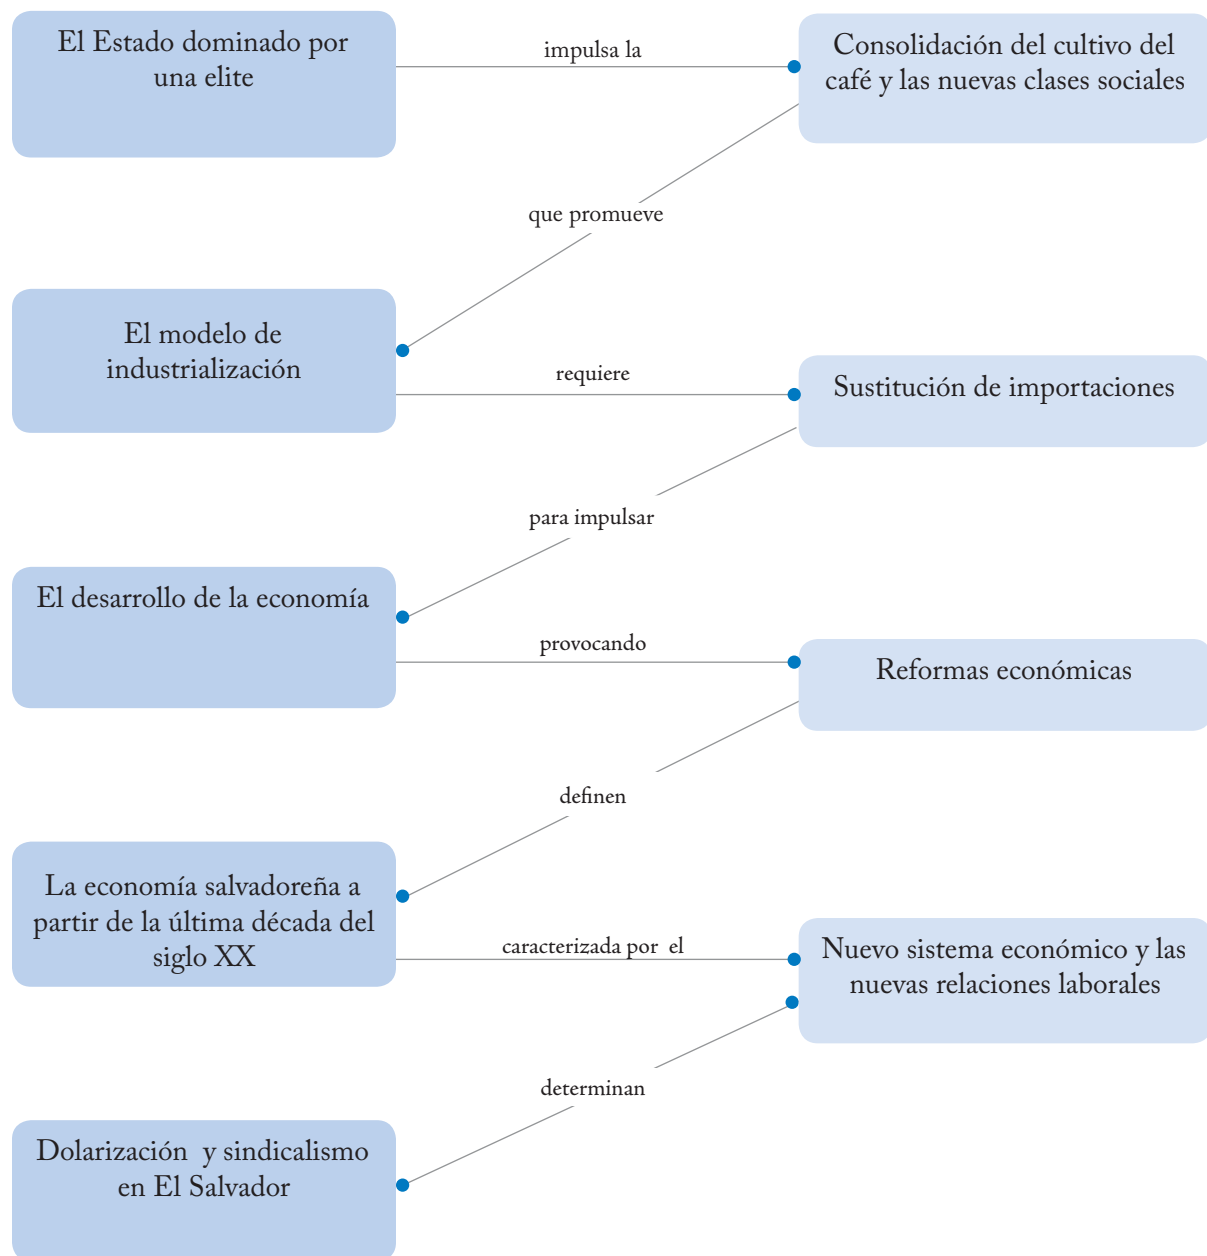 El Estado dominado por
una elite
impulsa la
Consolidación del cultivo del
café y las nuevas clases sociales
que promueve
El modelo de
industrialización
requiere
Sustitución de importaciones
para impulsar
El desarrollo de la economía
provocando
Reformas económicas
definen
La economía salvadoreña a
partir de la última década del
siglo XX
caracterizada por  el
Nuevo sistema económico y las
nuevas relaciones laborales
determinan
Dolarización  y sindicalismo
en El Salvador